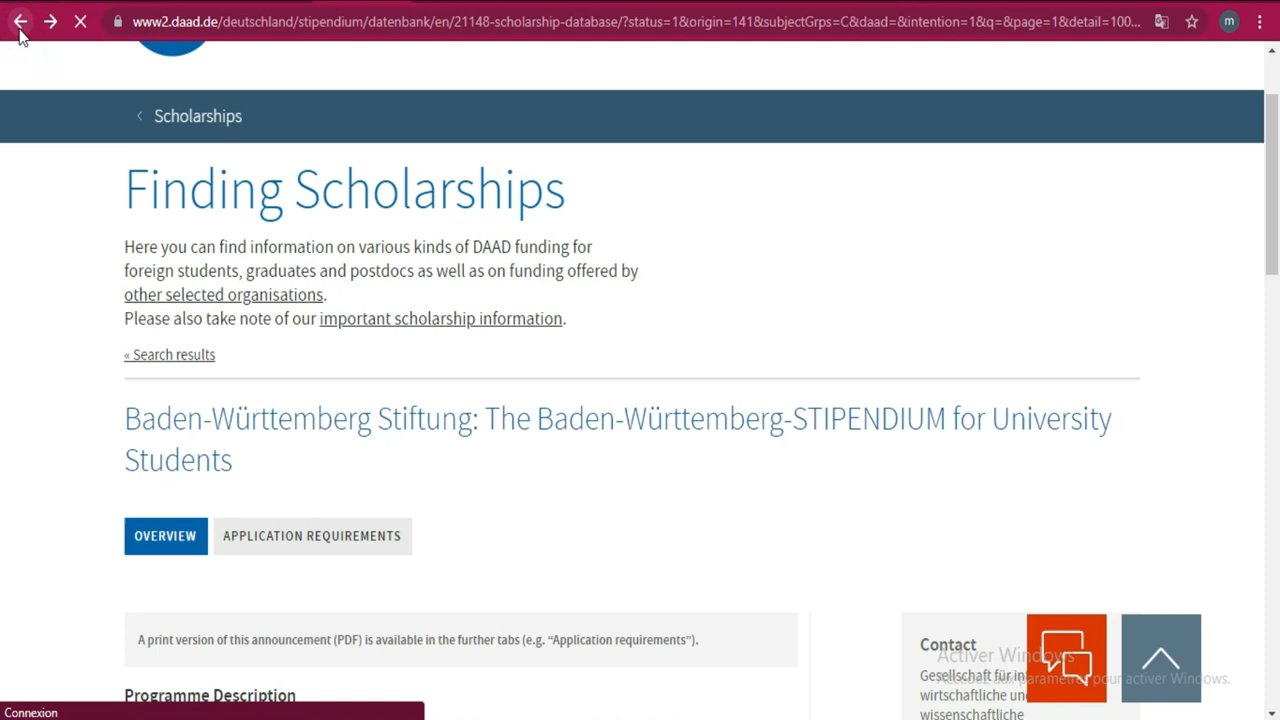 www2.daad.de/deutschland/stipendium/datenbank/en/21148-scholarship-database/?status=1&origin=141&subjectGrps=C&daad=&intention=1&q=&page=1&detail=100...
m
Scholarships
Finding Scholarships
Here you can find information on various kinds of DAAD funding for
foreign students, graduates and postdocs as well as on funding offered by
other selected organisations.
Please also take note of our important scholarship information.
« Search results
Baden-Württemberg Stiftung: The Baden-Württemberg-STIPENDIUM for University
Students
OVERVIEW APPLICATION REQUIREMENTS
A print version of this announcement (PDF) is available in the further tabs (e.g. “Application requirements”).
Programme Description
Contact
Activer Windows
Gesellschaft für in
wirtschaftliche un
wissenschaftliche
pour activer Windows.
Connexion